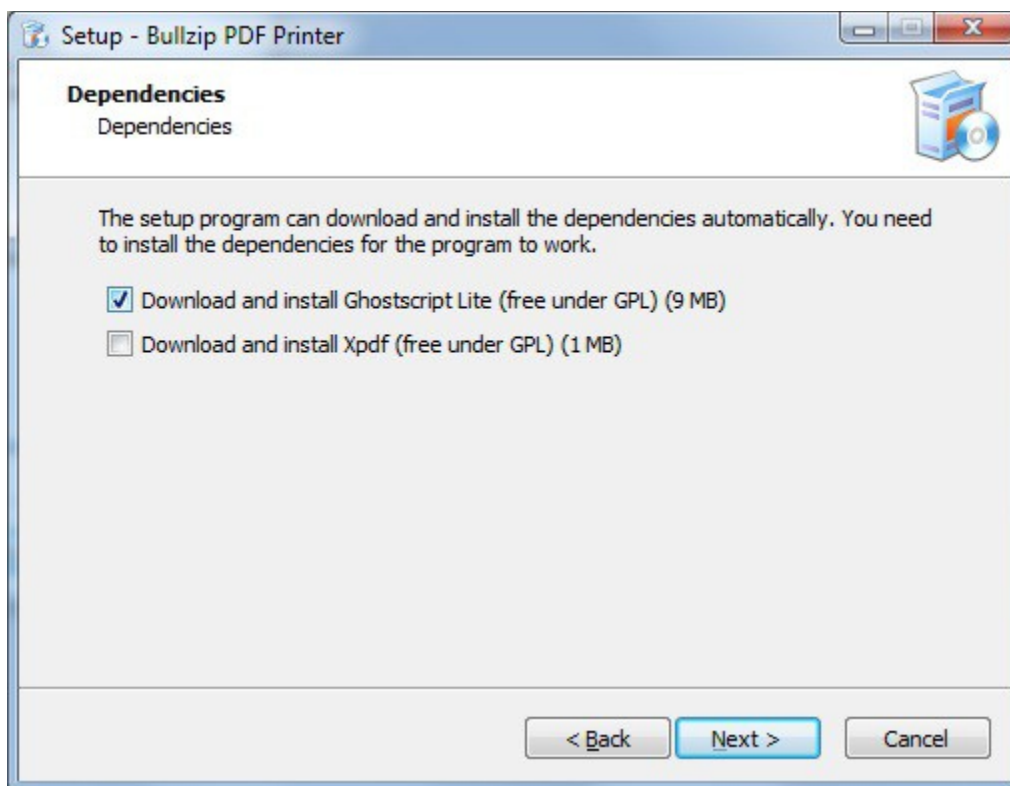 Setup - Bullzip PDF Printer
Dependencies
Dependencies
The setup program can download and install the dependencies automatically. You need
to install the dependencies for the program to work.
Download and install Ghostscript Lite (free under GPL) (9 MB)
Download and install Xpdf (free under GPL) (1 MB)
< Back
Next >
Cancel